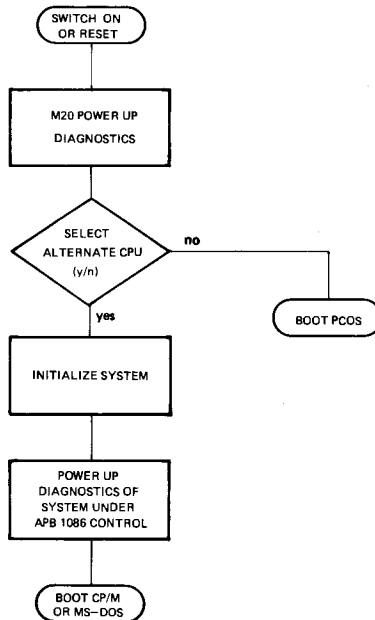 SWITCH ON
OR RESET
M20 POWER UP
DIAGNOSTICS
SELECT
ALTERNATE CPU
(y/n)
no
yes
BOOT PCOS
INITIALIZE SYSTEM
POWER UP
DIAGNOSTICS OF
SYSTEM UNDER
APB 1086 CONTROL
BOOT CP/M
OR MS-DOS